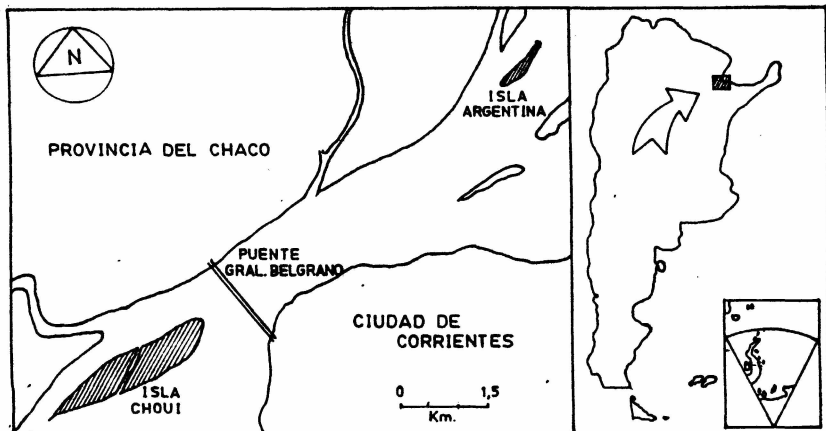 N
ISLA
ARGENTINA
PROVINCIA DEL CHACO
PUENTE
GRAL. BELGRANO
CIUDAD DE
CORRIENTES
ISLA
CHOUI
0 1,5
Km.